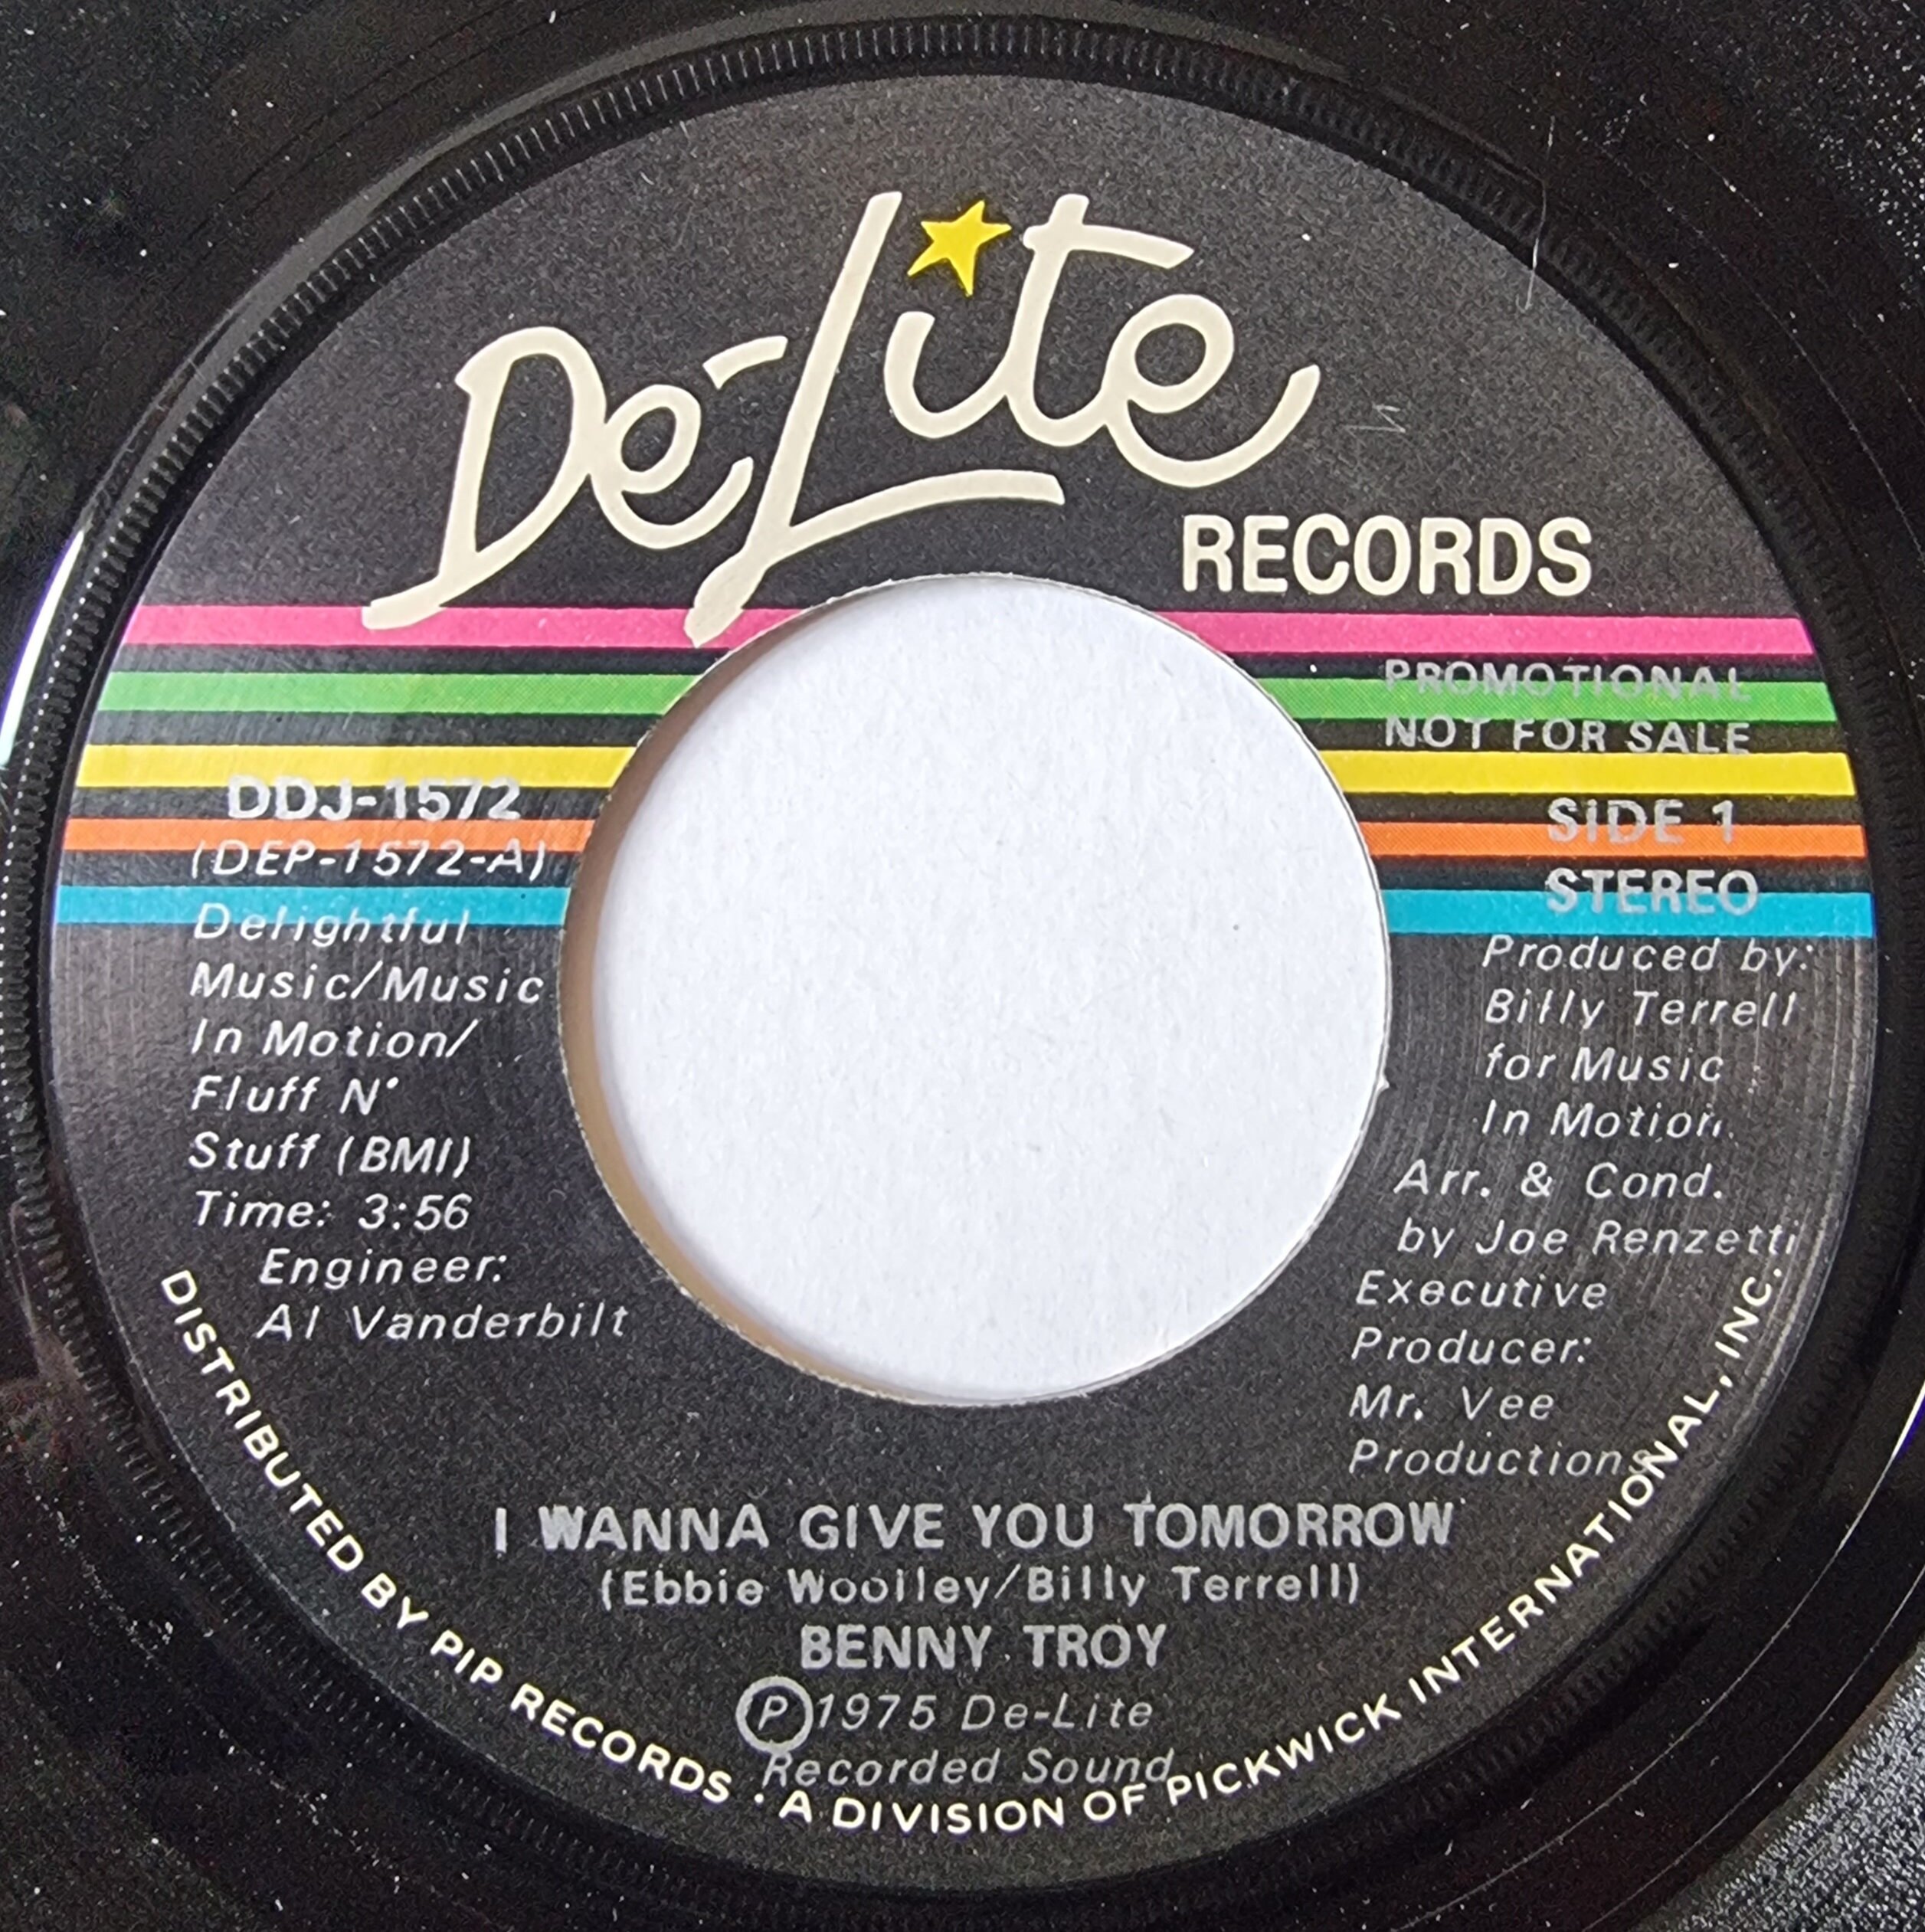 De-Lite
RECORDS
PROMOTIONAL
NOT FOR SALE
DDJ-1572
(DEP-1572-A)
Delightful
Music/Music
In Motion/
Fluff N'
Stuff (BMI)
Time: 3:56
Engineer:
Al Vanderbilt
SIDE 1
STEREO
Produced by:
Billy Terrell
for Music
In Motion.
Arr. & Cond.
by Joe Renzetti
Executive
Producer:
Mr. Vee
Productions
I WANNA GIVE YOU TOMORROW
(Ebbie Woolley/Billy Terrell)
BENNY TROY
Ⓟ1975 De-Lite
Recorded Sound
DISTRIBUTED BY PIP RECORDS · A DIVISION OF PICKWICK INTERNATIONAL, INC.